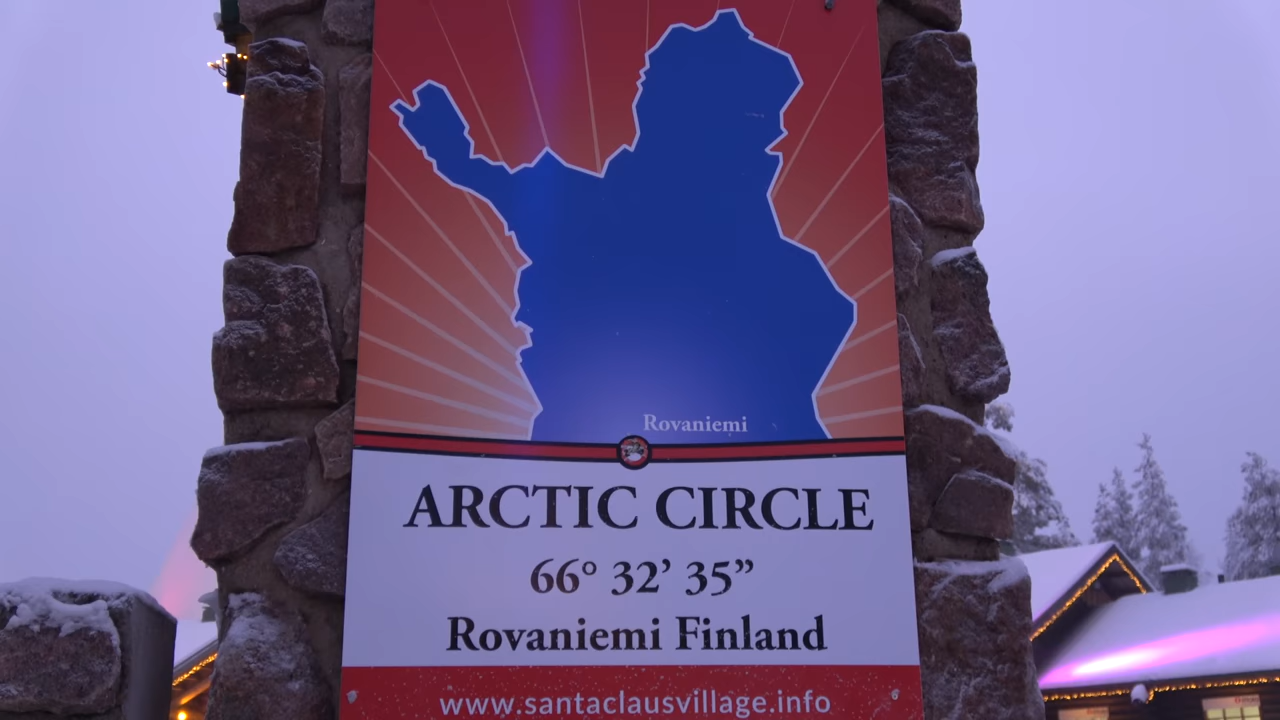 Rovaniemi
ARCTIC CIRCLE
66° 32’ 35”
Rovaniemi Finland
www.santaclausvillage.info